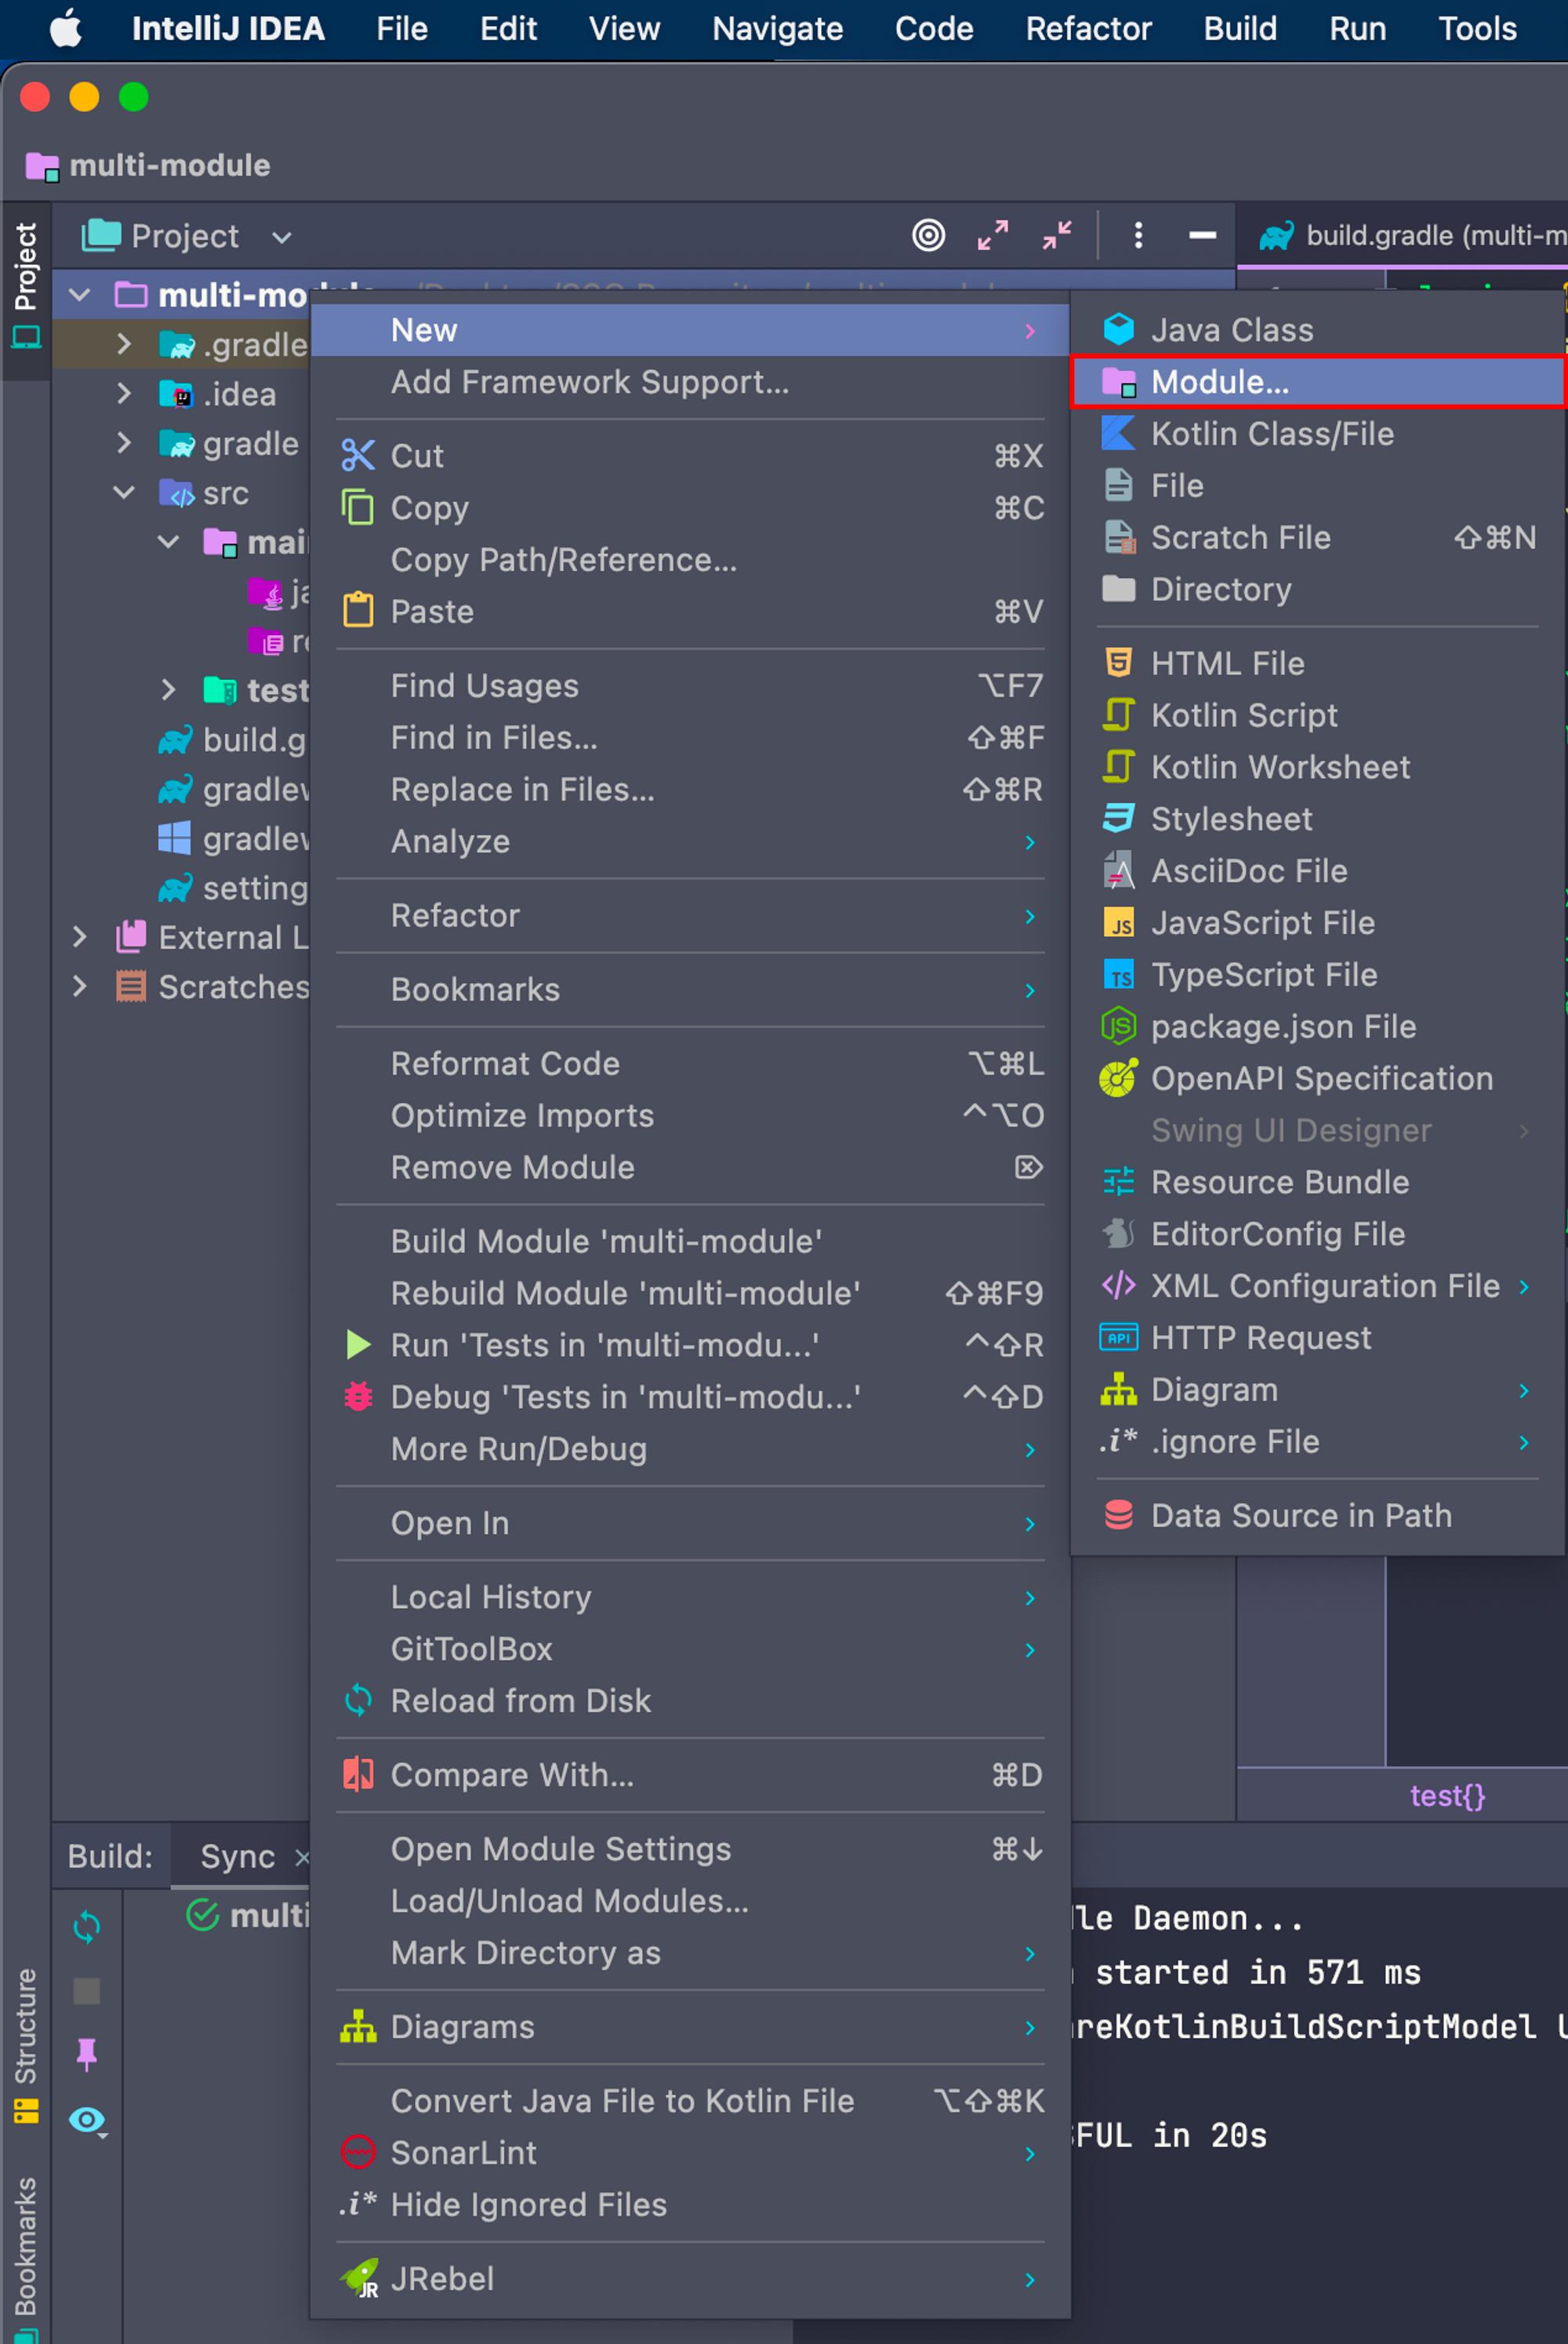 IntelliJ IDEA File Edit View Navigate Code Refactor Build Run Tools
multi-module
Project
Project
build.gradle (multi-m
.gradle
.idea
gradle
src
test
build.g
External L
Scratches
New
Add Framework Support...
Cut ⌘X
Copy ⌘C
Copy Path/Reference...
Paste ⌘V
Find Usages ⌥F7
Find in Files... ⇧⌘F
Replace in Files... ⇧⌘R
Analyze
Refactor
Bookmarks
Reformat Code ⌥⌘L
Optimize Imports ^⌥O
Remove Module ⌦
Build Module 'multi-module'
Rebuild Module 'multi-module' ⇧⌘F9
Run 'Tests in 'multi-modu...' ^⇧R
Debug 'Tests in 'multi-modu...' ^⇧D
More Run/Debug
Open In
Local History
GitToolBox
Reload from Disk
Compare With... ⌘D
Open Module Settings ⌘↓
Load/Unload Modules...
Mark Directory as
Diagrams
Convert Java File to Kotlin File ⌥⇧⌘K
SonarLint
.i* Hide Ignored Files
JR JRebel
Java Class
Module...
Kotlin Class/File
File
Scratch File ⇧⌘N
Directory
HTML File
Kotlin Script
Kotlin Worksheet
Stylesheet
AsciiDoc File
JS JavaScript File
TS TypeScript File
JS package.json File
OpenAPI Specification
Swing UI Designer
Resource Bundle
EditorConfig File
XML Configuration File
API HTTP Request
Diagram
.i* .ignore File
Data Source in Path
test{}
Build: Sync ×
multi
le Daemon...
started in 571 ms
reKotlinBuildScriptModel
FUL in 20s
Structure
Bookmarks